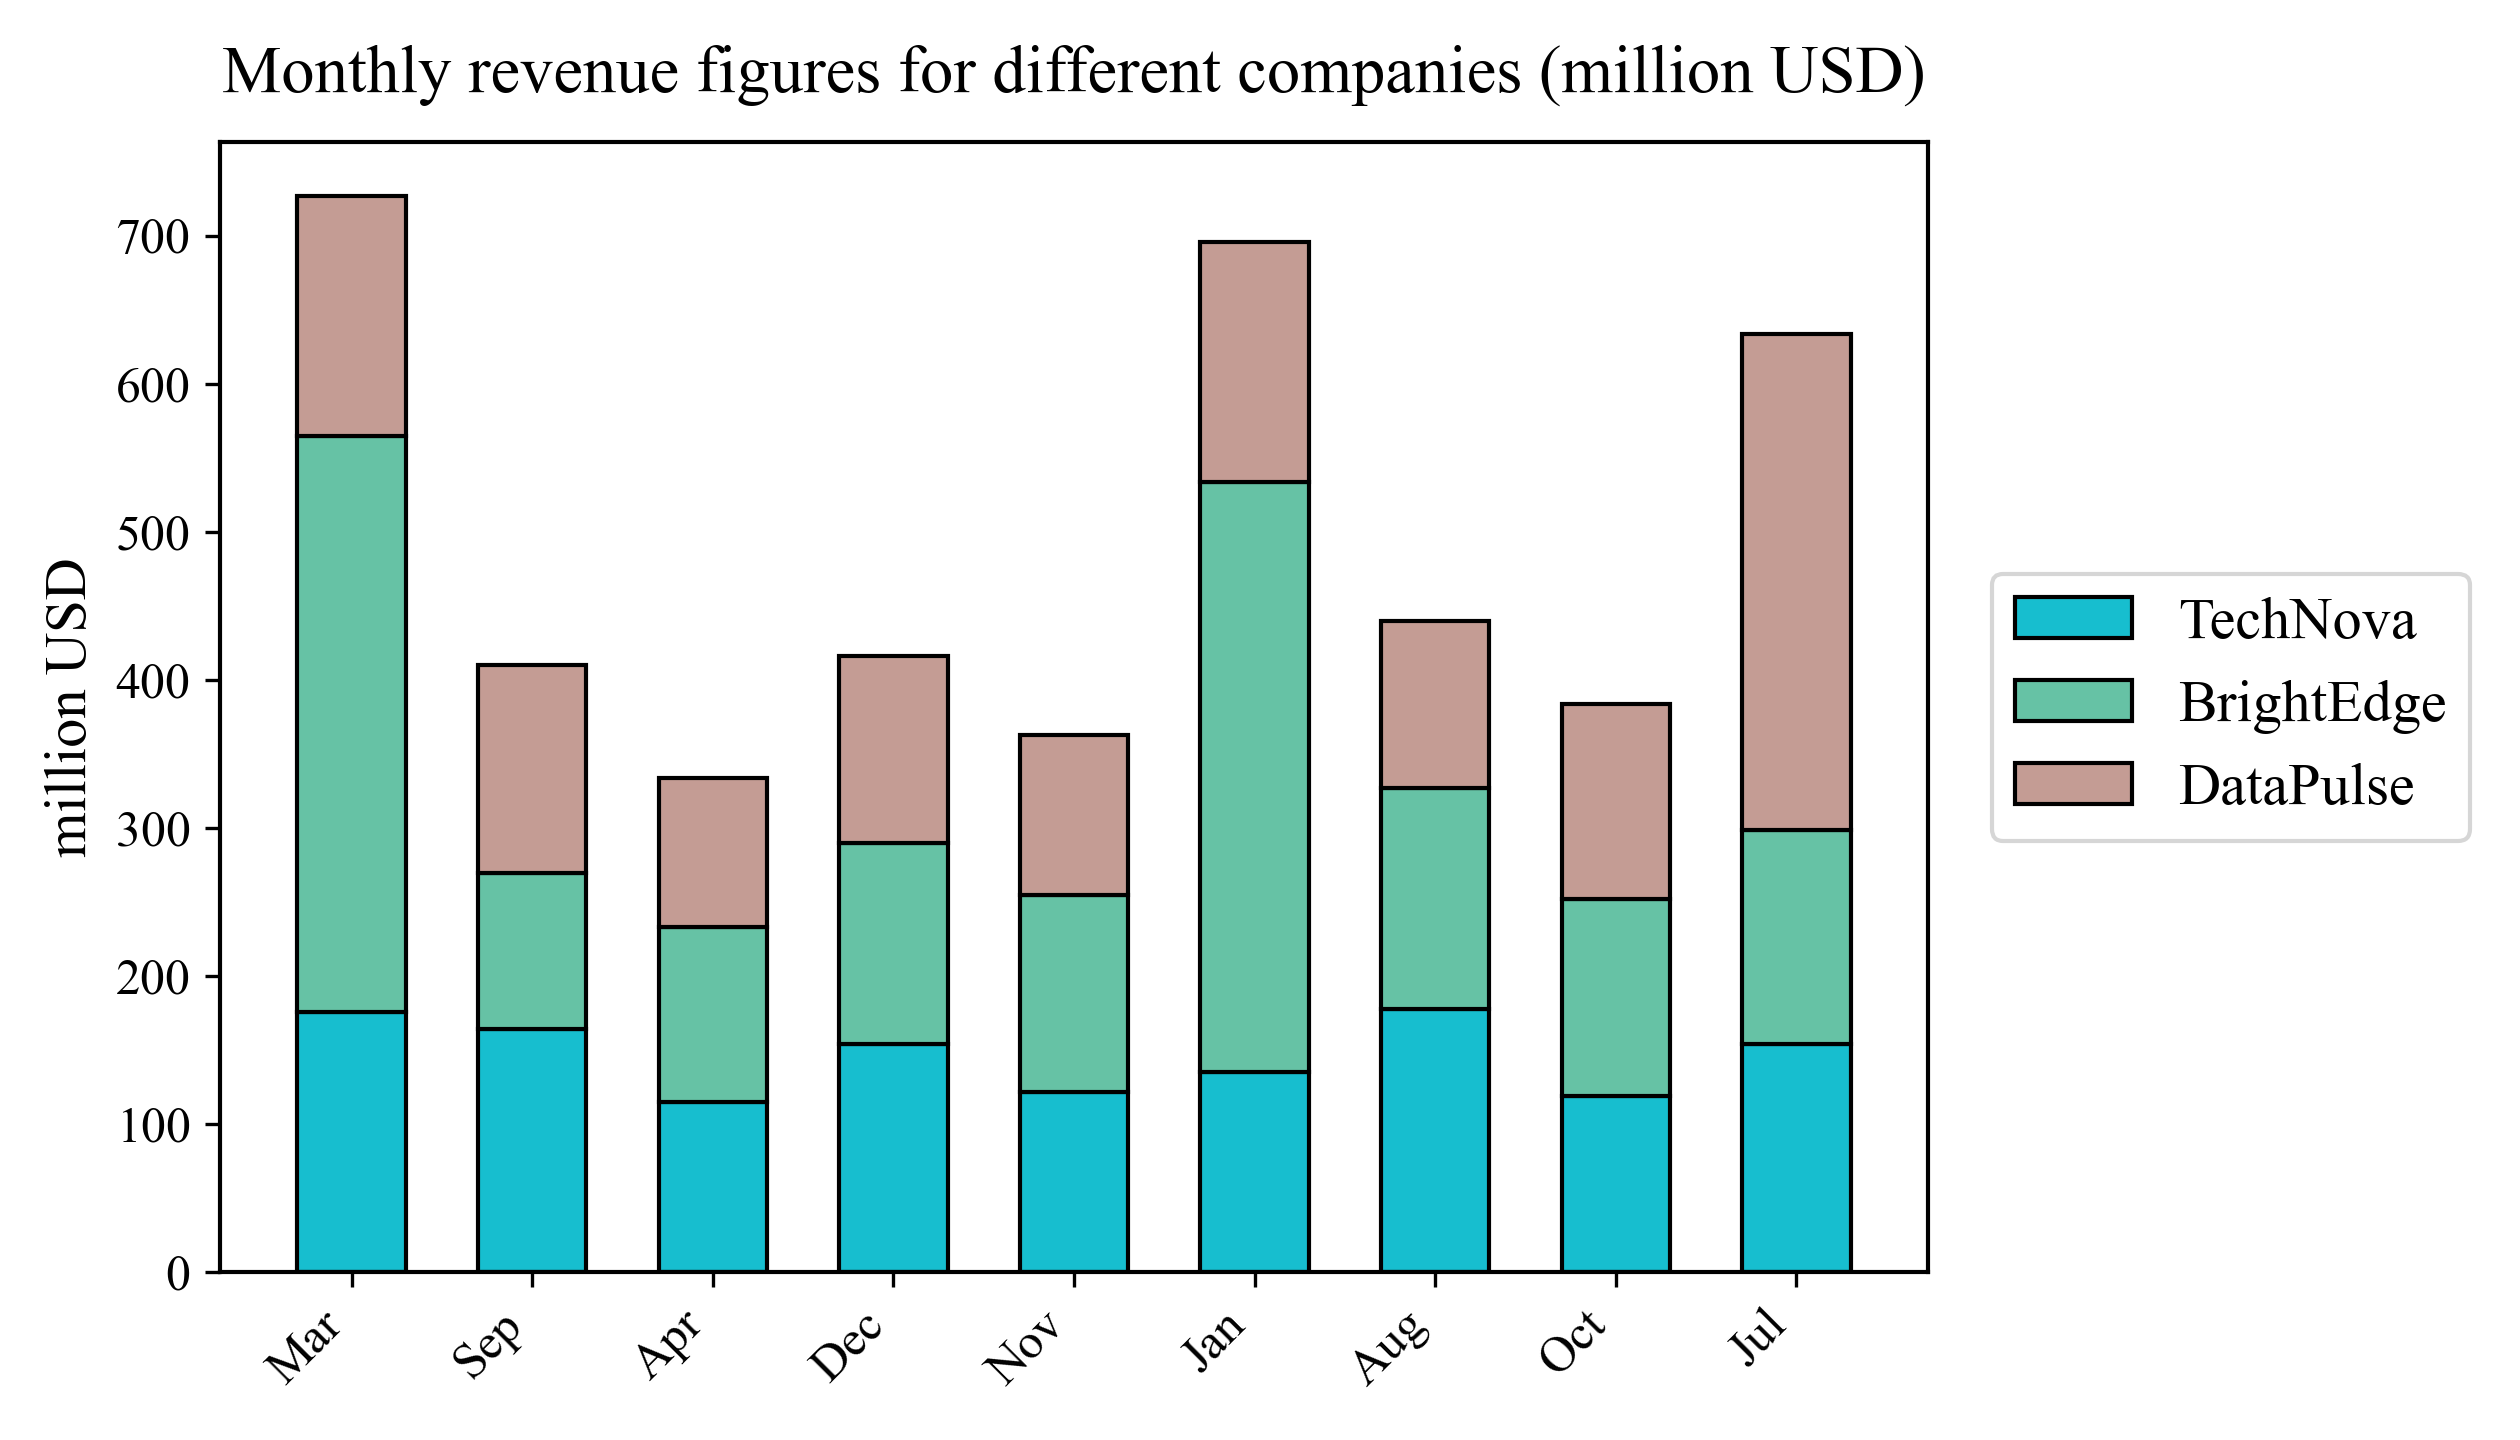 Monthly revenue figures for different companies (million USD)
million USD
700
600
500
400
300
200
100
0
Mar
Sep
Apr
Dec
Nov
Jan
Aug
Oct
Jul
TechNova
BrightEdge
DataPulse